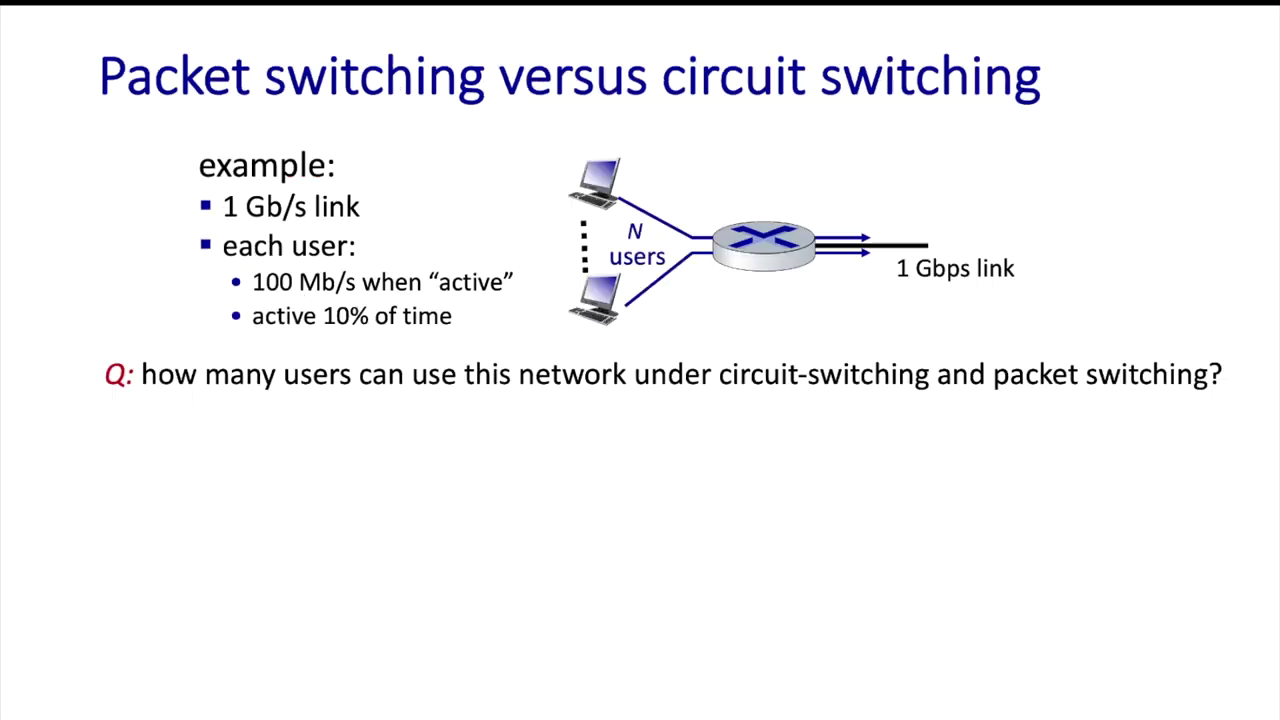 Packet switching versus circuit switching
example:
▪ 1 Gb/s link
▪ each user:
• 100 Mb/s when “active”
• active 10% of time
N
users
1 Gbps link
Q: how many users can use this network under circuit-switching and packet switching?